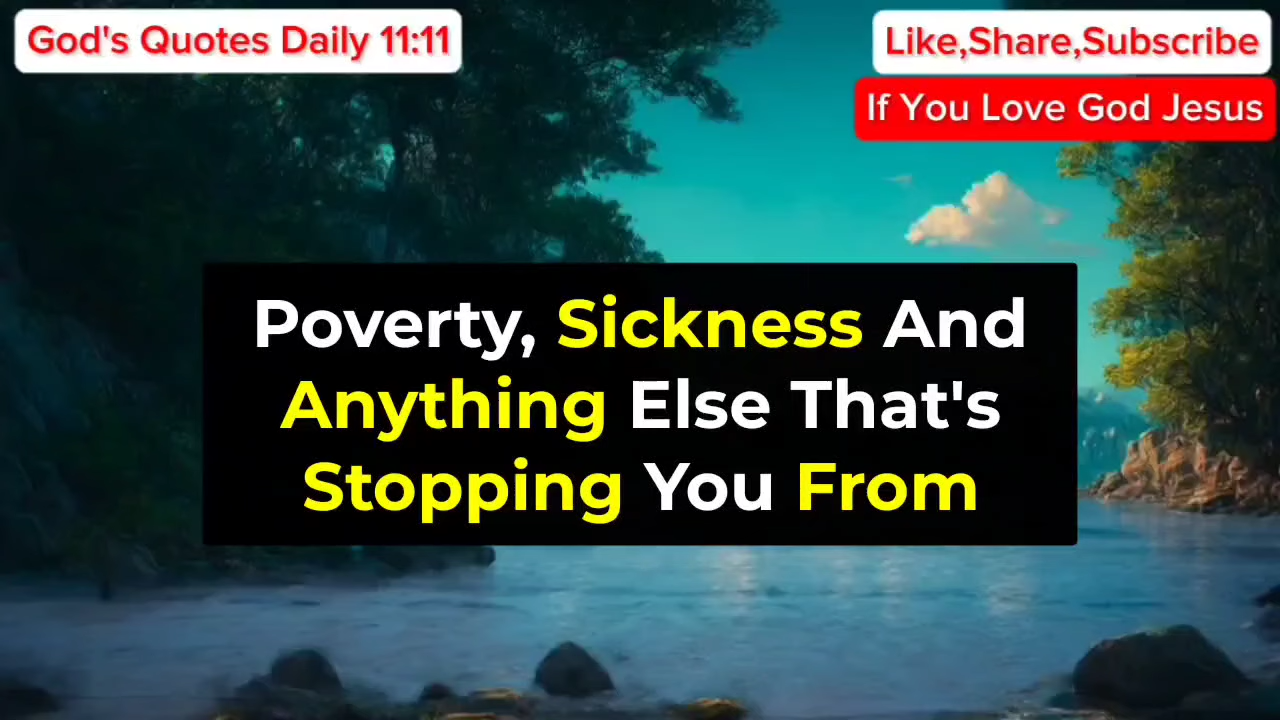 God's Quotes Daily 11:11
Like,Share,Subscribe
If You Love God Jesus
Poverty, Sickness And
Anything Else That's
Stopping You From